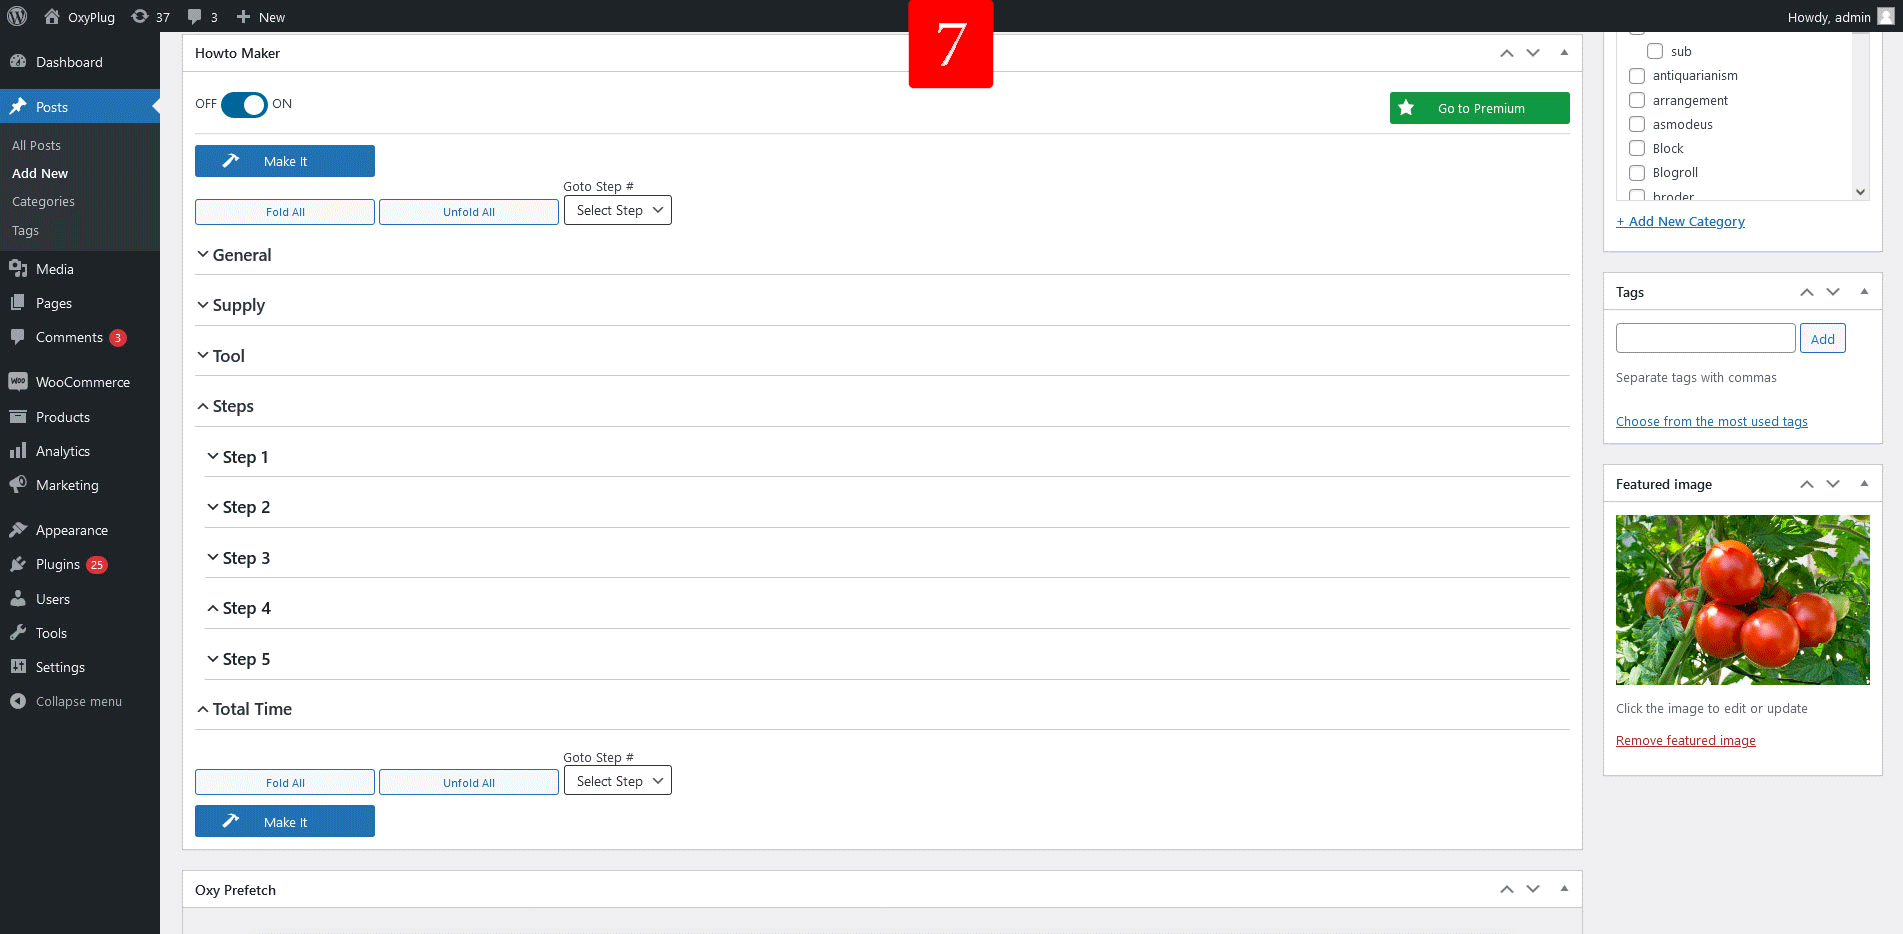 OxyPlug 37 3 New Howdy, admin
7
Dashboard
Posts
All Posts
Add New
Categories
Tags
Media
Pages
Comments 3
WooCommerce
Products
Analytics
Marketing
Appearance
Plugins 25
Users
Tools
Settings
Collapse menu
Howto Maker
OFF ON
Go to Premium
Make It
Goto Step #
Fold All Unfold All Select Step
General
Supply
Tool
Steps
Step 1
Step 2
Step 3
Step 4
Step 5
Total Time
Goto Step #
Fold All Unfold All Select Step
Make It
Oxy Prefetch
sub
antiquarianism
arrangement
asmodeus
Block
Blogroll
broder
+ Add New Category
Tags
Add
Separate tags with commas
Choose from the most used tags
Featured image
Click the image to edit or update
Remove featured image